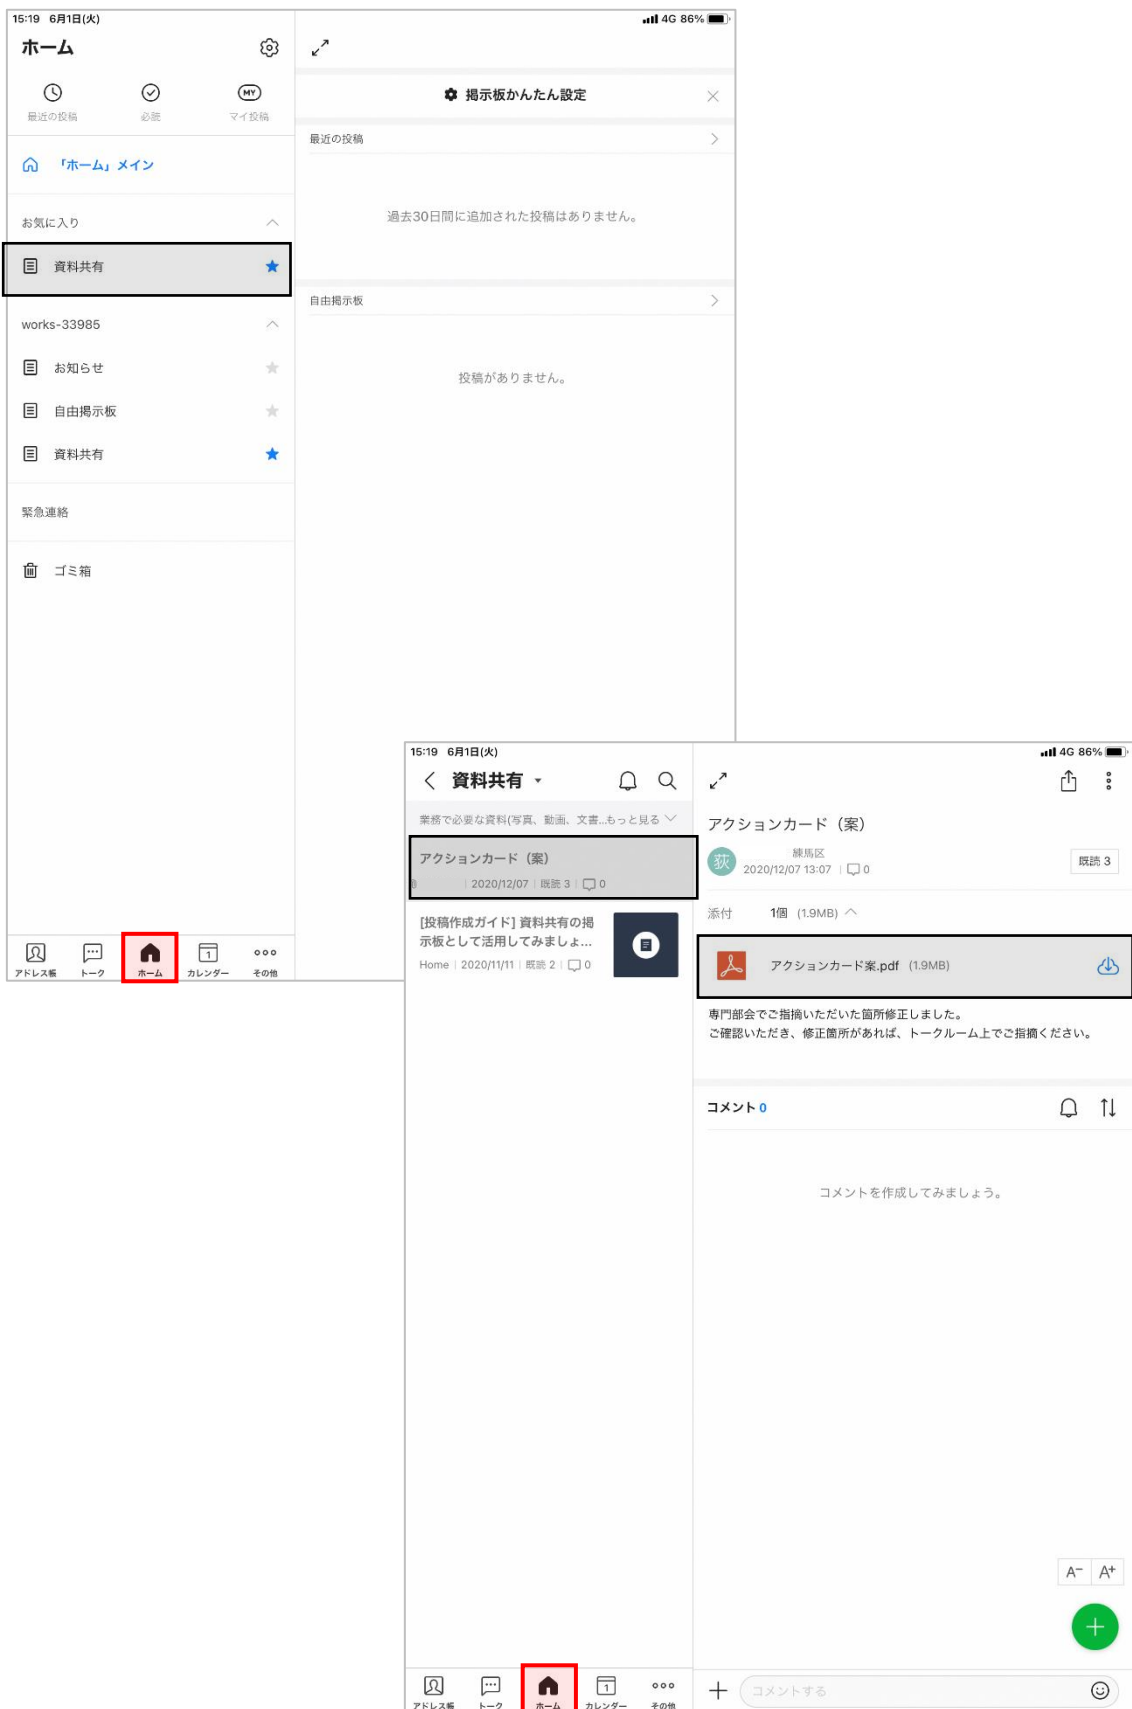 15:19 6月1日(火)
4G 86%
ホーム
最近の投稿
必読
MY
マイ投稿
「ホーム」メイン
お気に入り
資料共有
works-33985
お知らせ
自由掲示板
資料共有
緊急連絡
ゴミ箱
掲示板かんたん設定
最近の投稿
過去30日間に追加された投稿はありません。
自由掲示板
投稿がありません。
アドレス帳
トーク
ホーム
1
カレンダー
その他
15:19 6月1日(火)
4G 86%
資料共有
業務で必要な資料(写真、動画、文書...もっと見る
アクションカード（案）
2020/12/07 既読 3 0
[投稿作成ガイド] 資料共有の掲
示板として活用してみましょ...
Home 2020/11/11 既読 2 0
アクションカード（案）
荻
練馬区
2020/12/07 13:07 0
既読 3
添付 1個 (1.9MB)
アクションカード案.pdf (1.9MB)
専門部会でご指摘いただいた箇所修正しました。
ご確認いただき、修正箇所があれば、トークルーム上でご指摘ください。
コメント 0
コメントを作成してみましょう。
A- A+
アドレス帳
トーク
ホーム
1
カレンダー
その他
コメントする